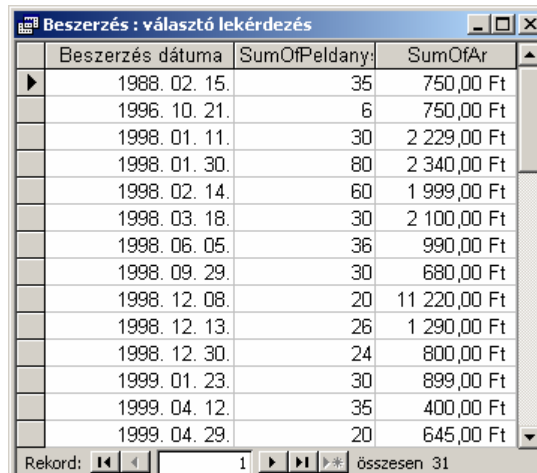 Beszerzés : választó lekérdezés
Beszerzés dátuma SumOfPeldany: SumOfAr
1988. 02. 15. 35 750,00 Ft
1996. 10. 21. 6 750,00 Ft
1998. 01. 11. 30 2 229,00 Ft
1998. 01. 30. 80 2 340,00 Ft
1998. 02. 14. 60 1 999,00 Ft
1998. 03. 18. 30 2 100,00 Ft
1998. 06. 05. 36 990,00 Ft
1998. 09. 29. 30 680,00 Ft
1998. 12. 08. 20 11 220,00 Ft
1998. 12. 13. 26 1 290,00 Ft
1998. 12. 30. 24 800,00 Ft
1999. 01. 23. 30 899,00 Ft
1999. 04. 12. 35 400,00 Ft
1999. 04. 29. 20 645,00 Ft
Rekord: 1 összesen 31